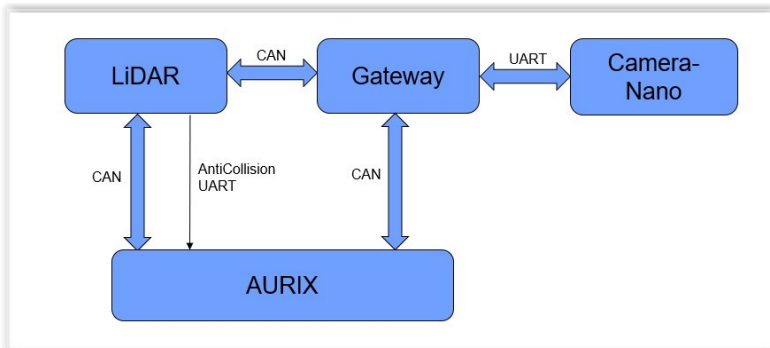 CAN
UART
LiDAR
Gateway
Camera-
Nano
CAN
AntiCollision
UART
CAN
AURIX